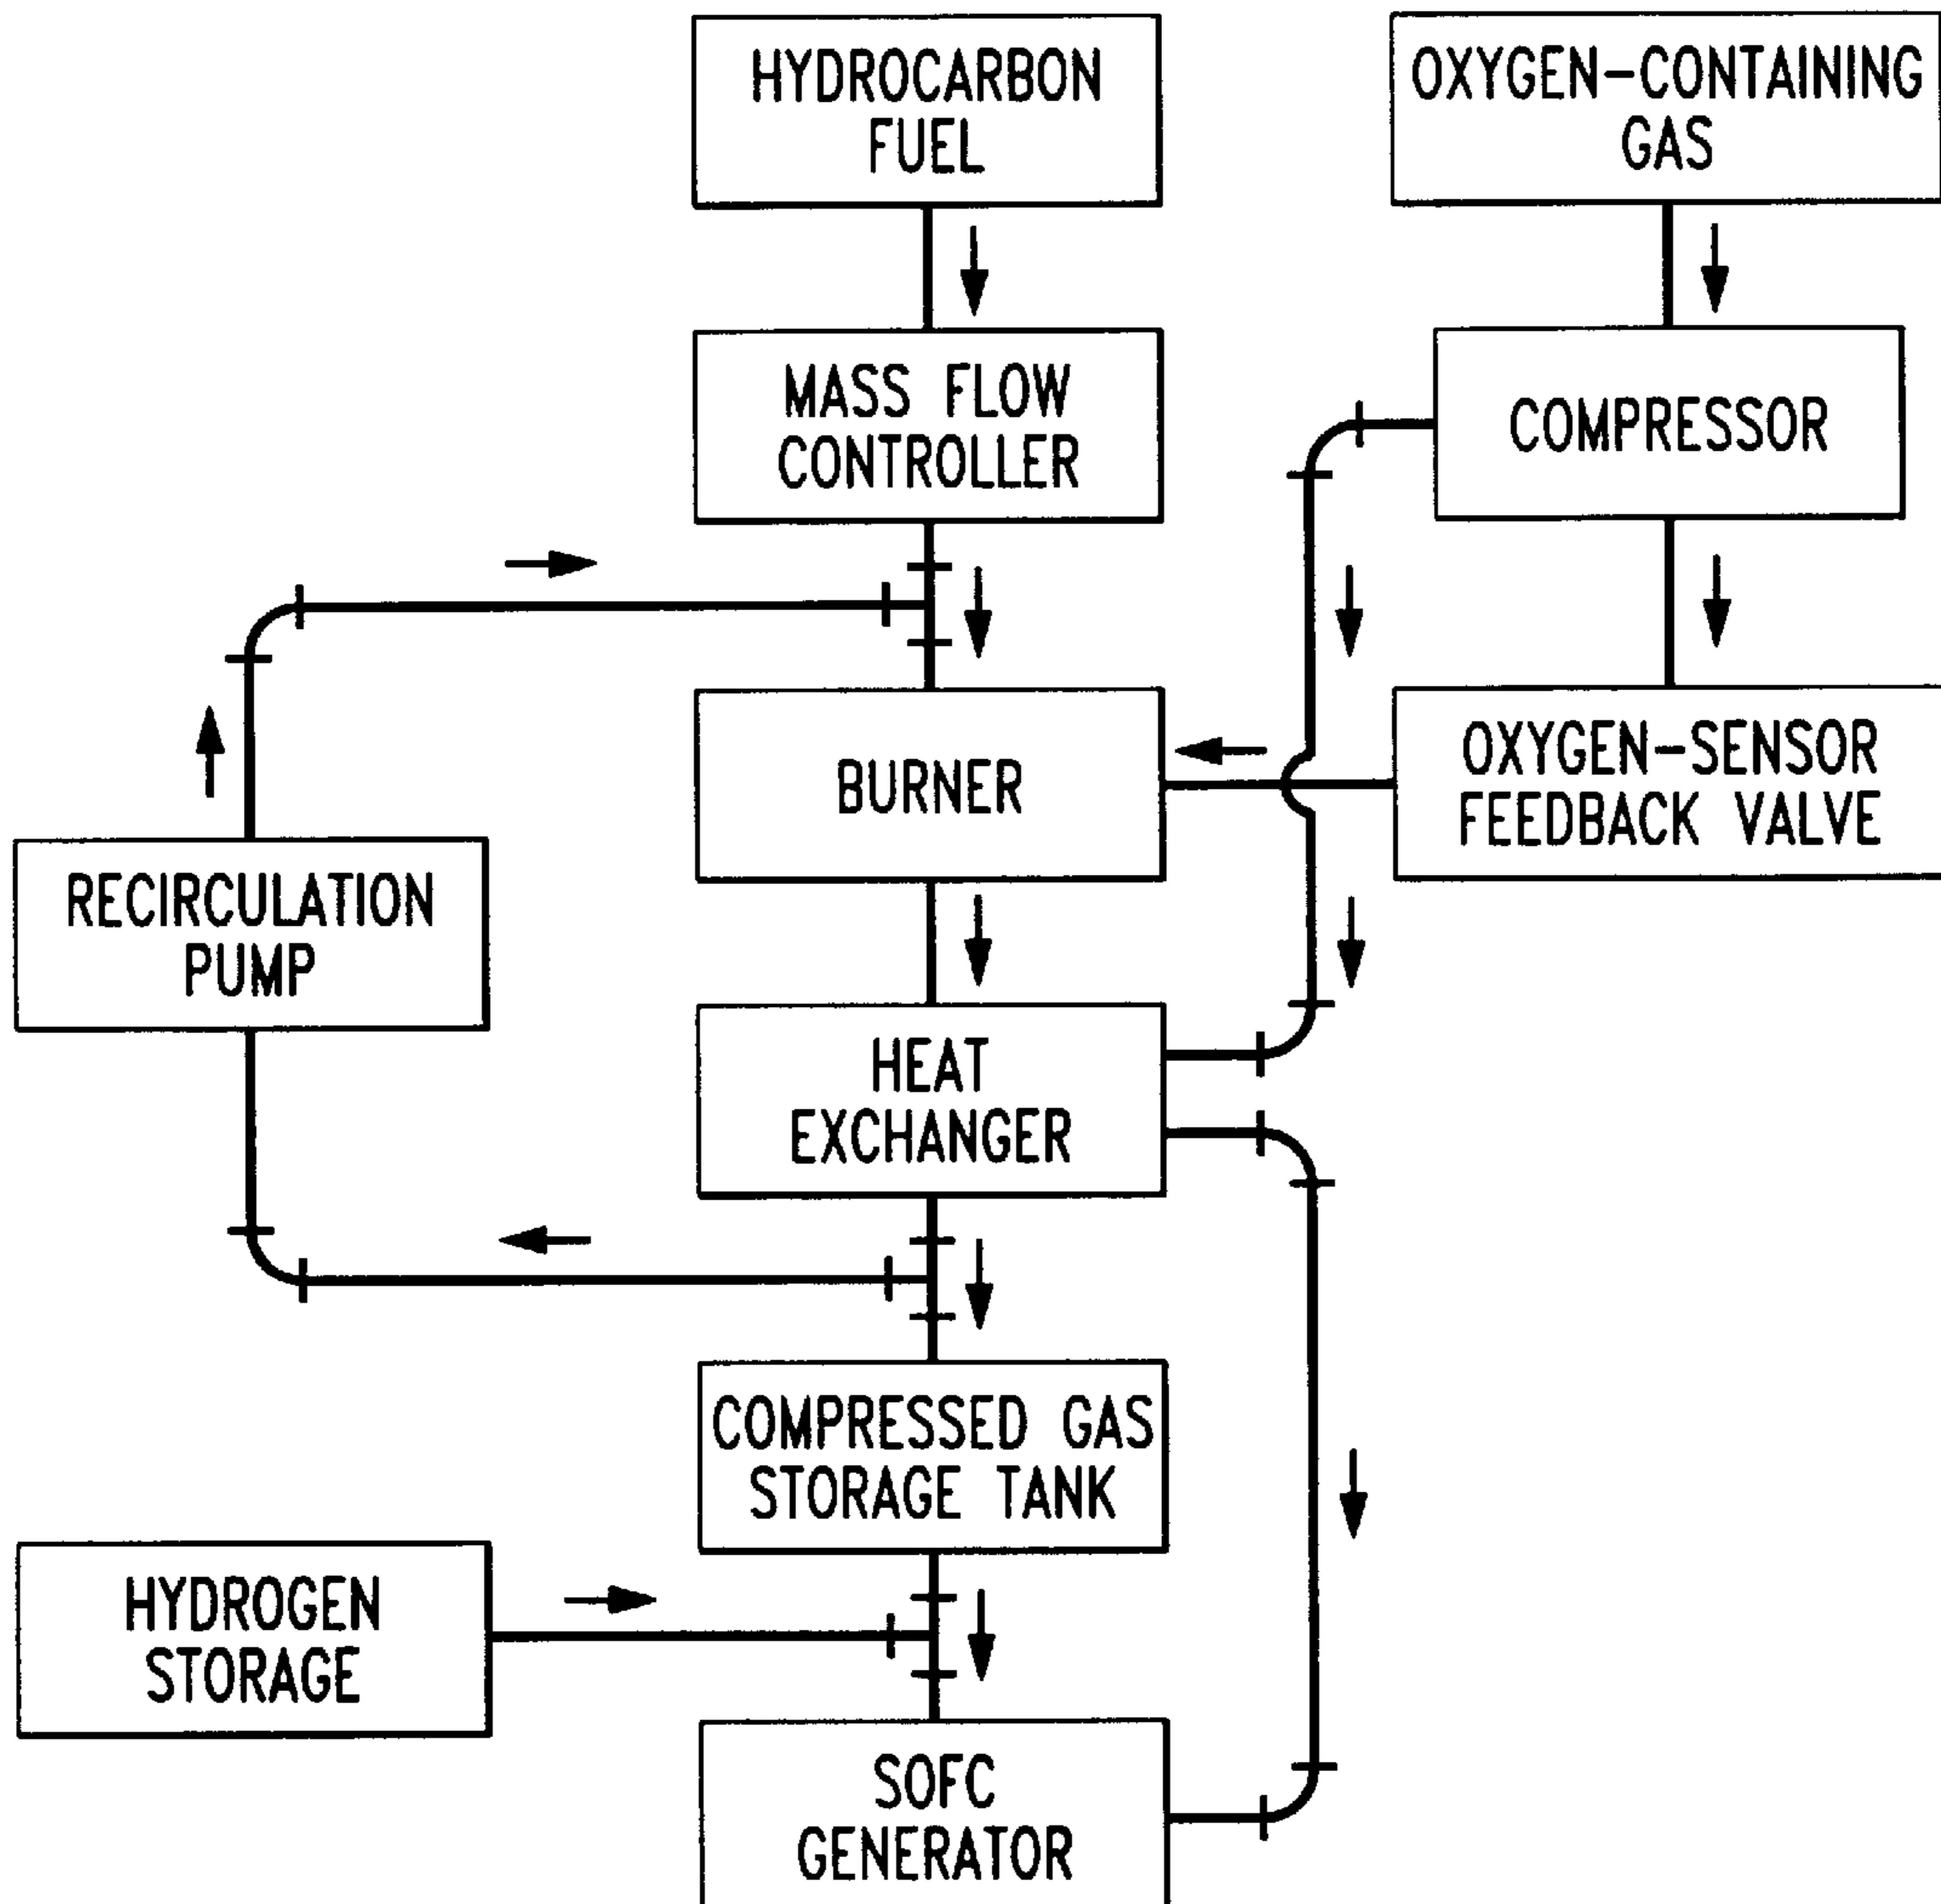 HYDROCARBON
FUEL
OXYGEN-CONTAINING
GAS
MASS FLOW
CONTROLLER
COMPRESSOR
BURNER
OXYGEN-SENSOR
FEEDBACK VALVE
RECIRCULATION
PUMP
HEAT
EXCHANGER
COMPRESSED GAS
STORAGE TANK
HYDROGEN
STORAGE
SOFC
GENERATOR